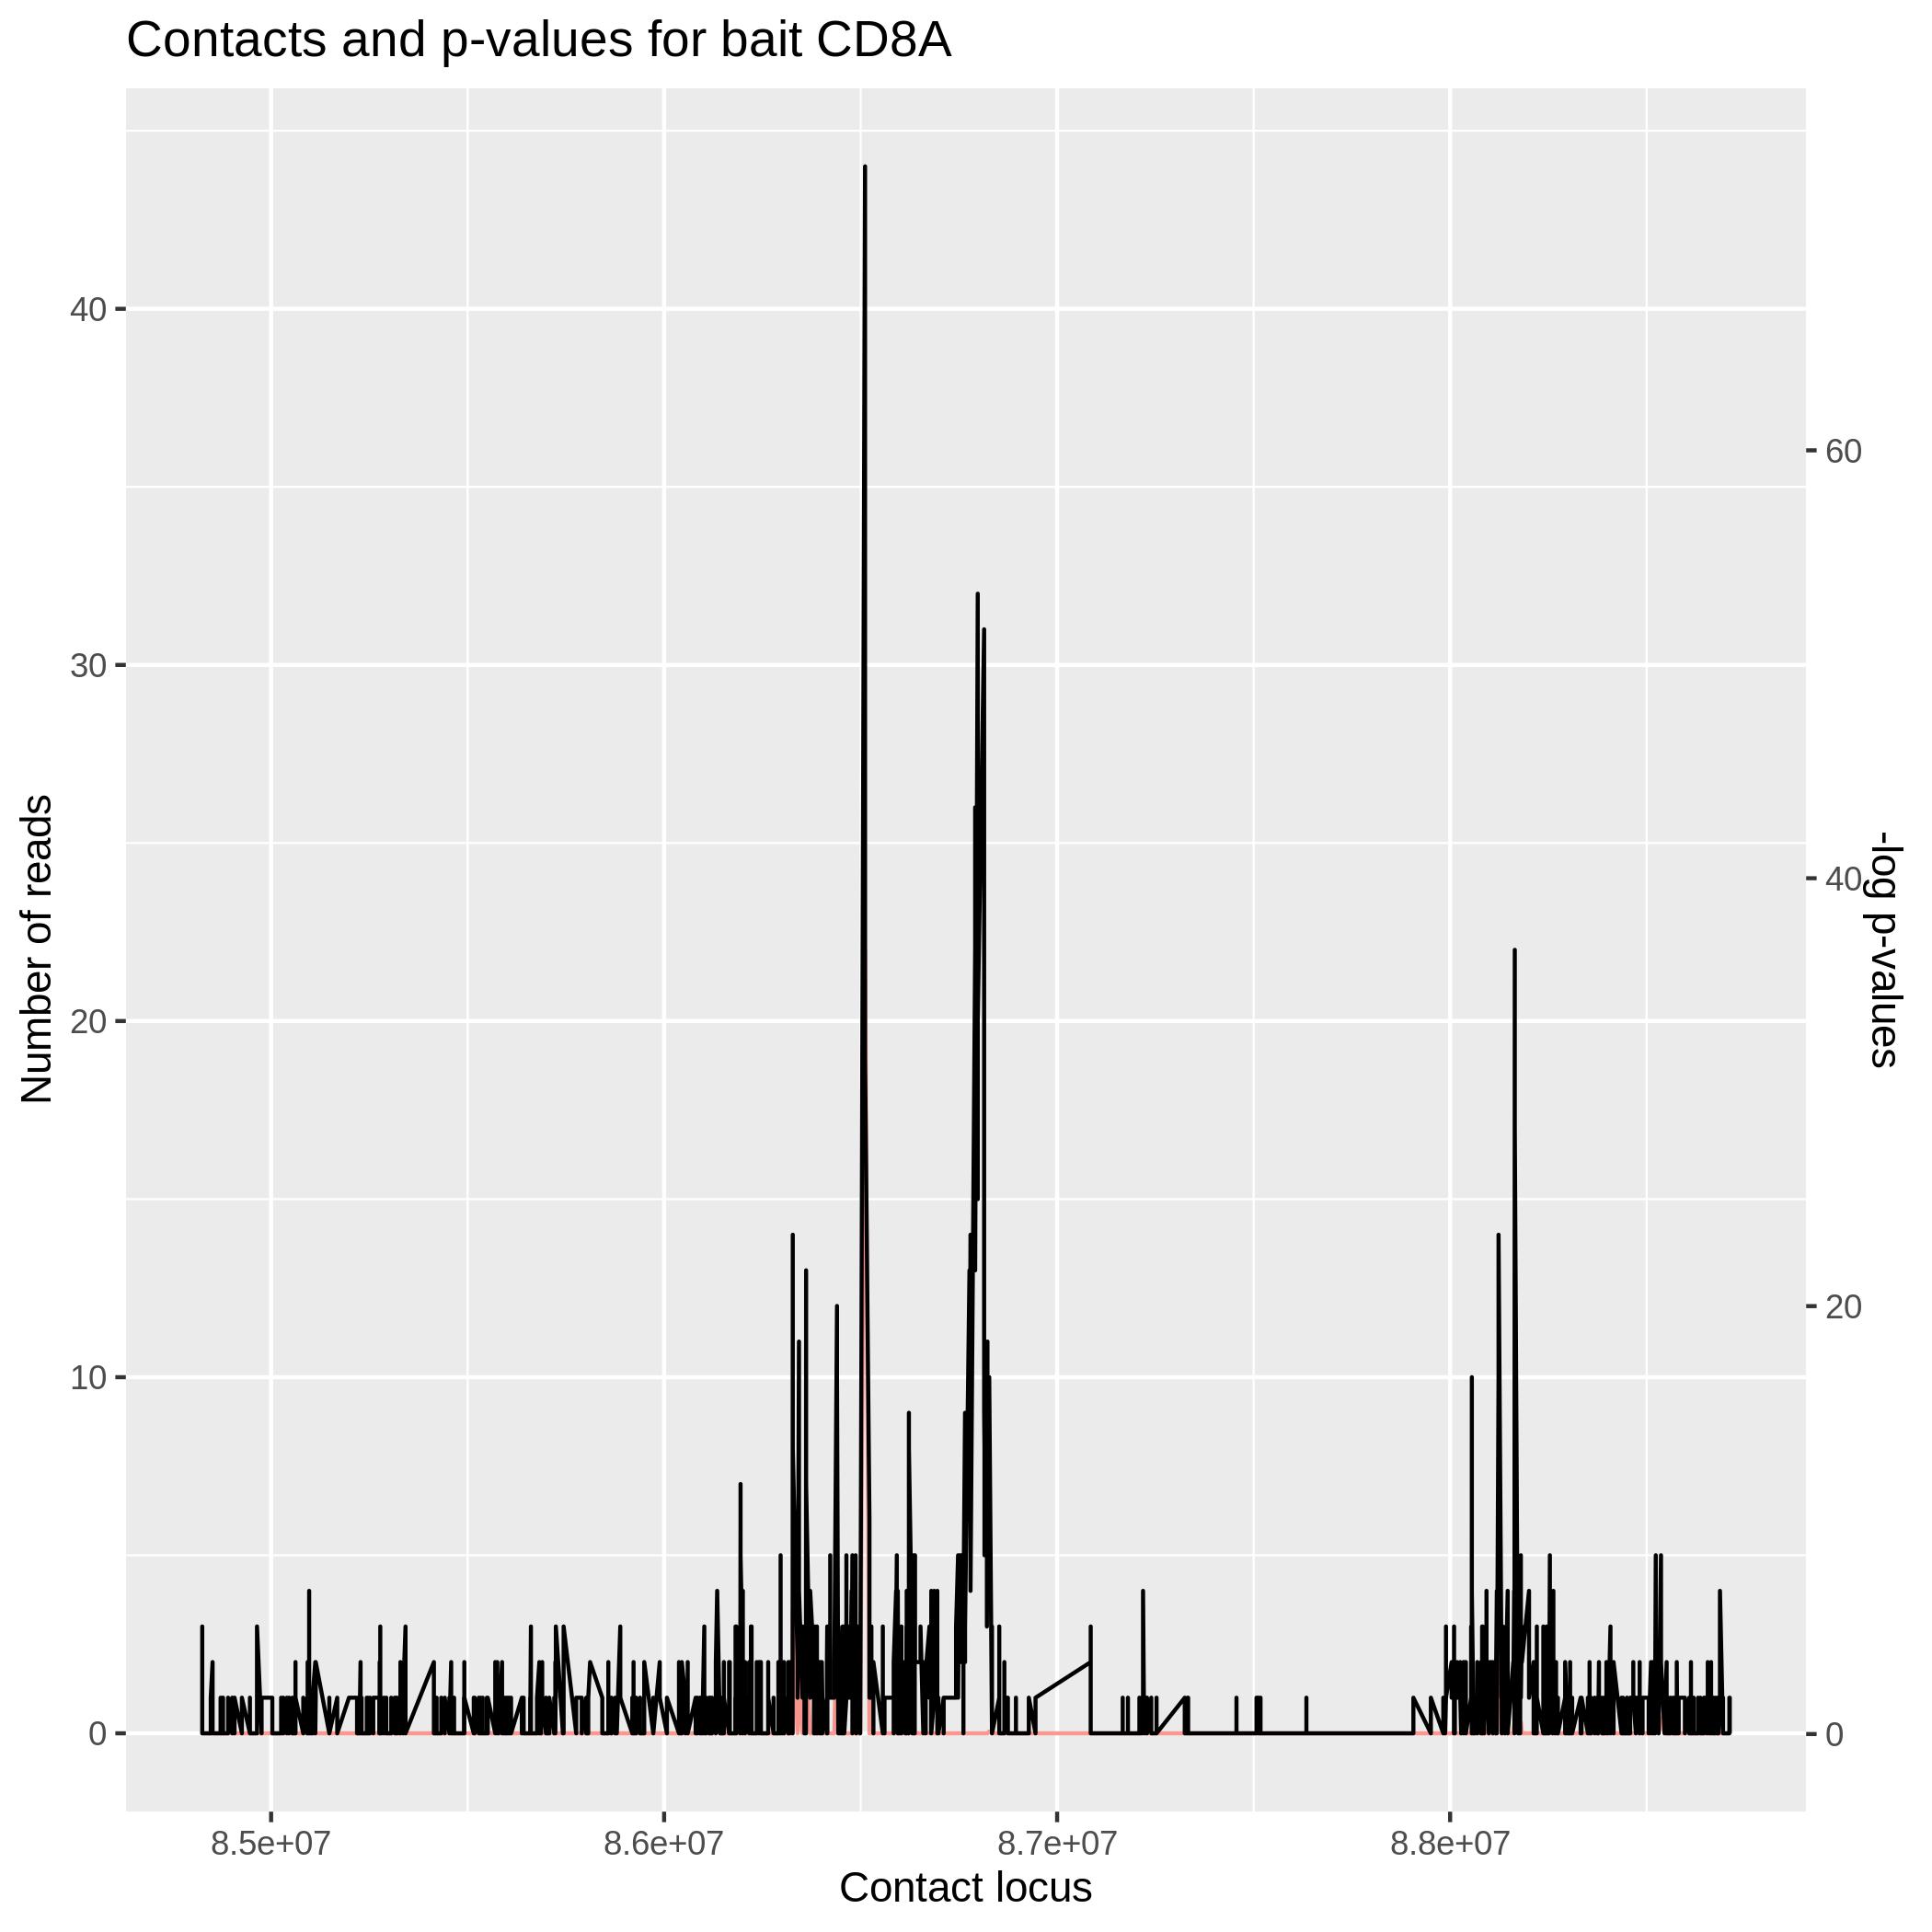 Contacts and p-values for bait CD8A
Number of reads
40
30
20
10
0
60
40
20
0
-log p-values
8.5e+07 8.6e+07 8.7e+07 8.8e+07
Contact locus